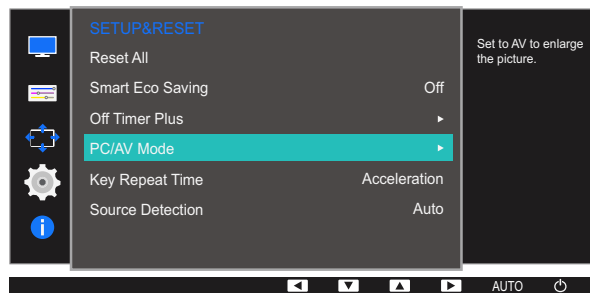 SETUP&RESET
Reset All
Smart Eco Saving Off
Off Timer Plus
PC/AV Mode
Key Repeat Time Acceleration
Source Detection Auto
Set to AV to enlarge
the picture.
AUTO